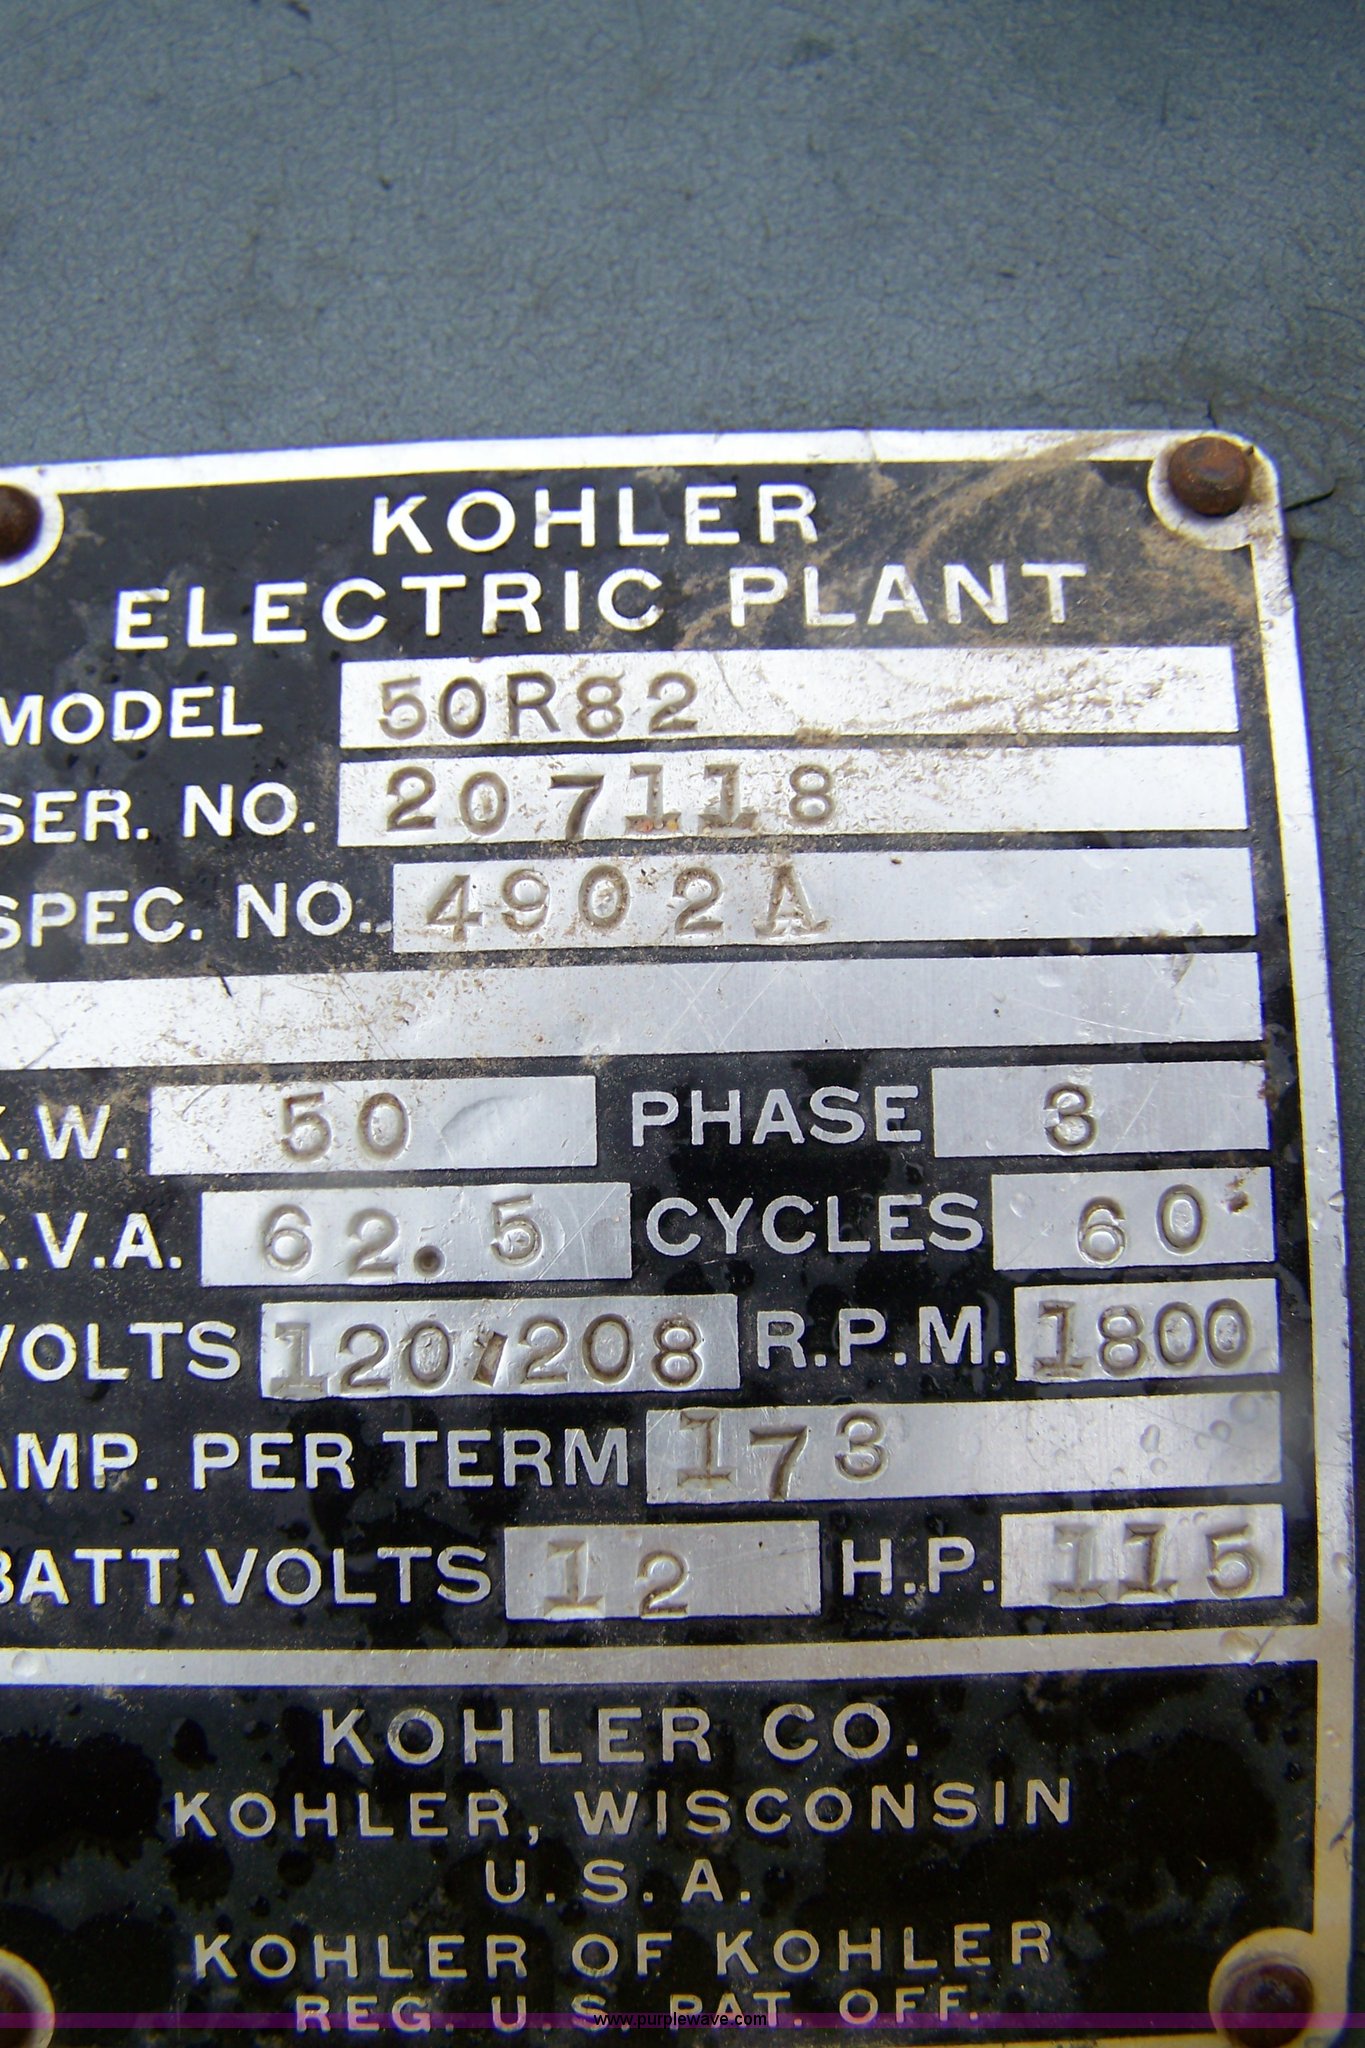 KOHLER
ELECTRIC PLANT
MODEL 50R82
SER. NO. 207118
SPEC. NO. 4902A
K.W. 50 PHASE 3
K.V.A. 62.5 CYCLES 60
VOLTS 120/208 R.P.M. 1800
AMP. PER TERM 173
BATT. VOLTS 12 H.P. 115
KOHLER CO.
KOHLER, WISCONSIN
U.S.A.
KOHLER OF KOHLER
REG. U.S. PAT. OFF.
www.purplewave.com